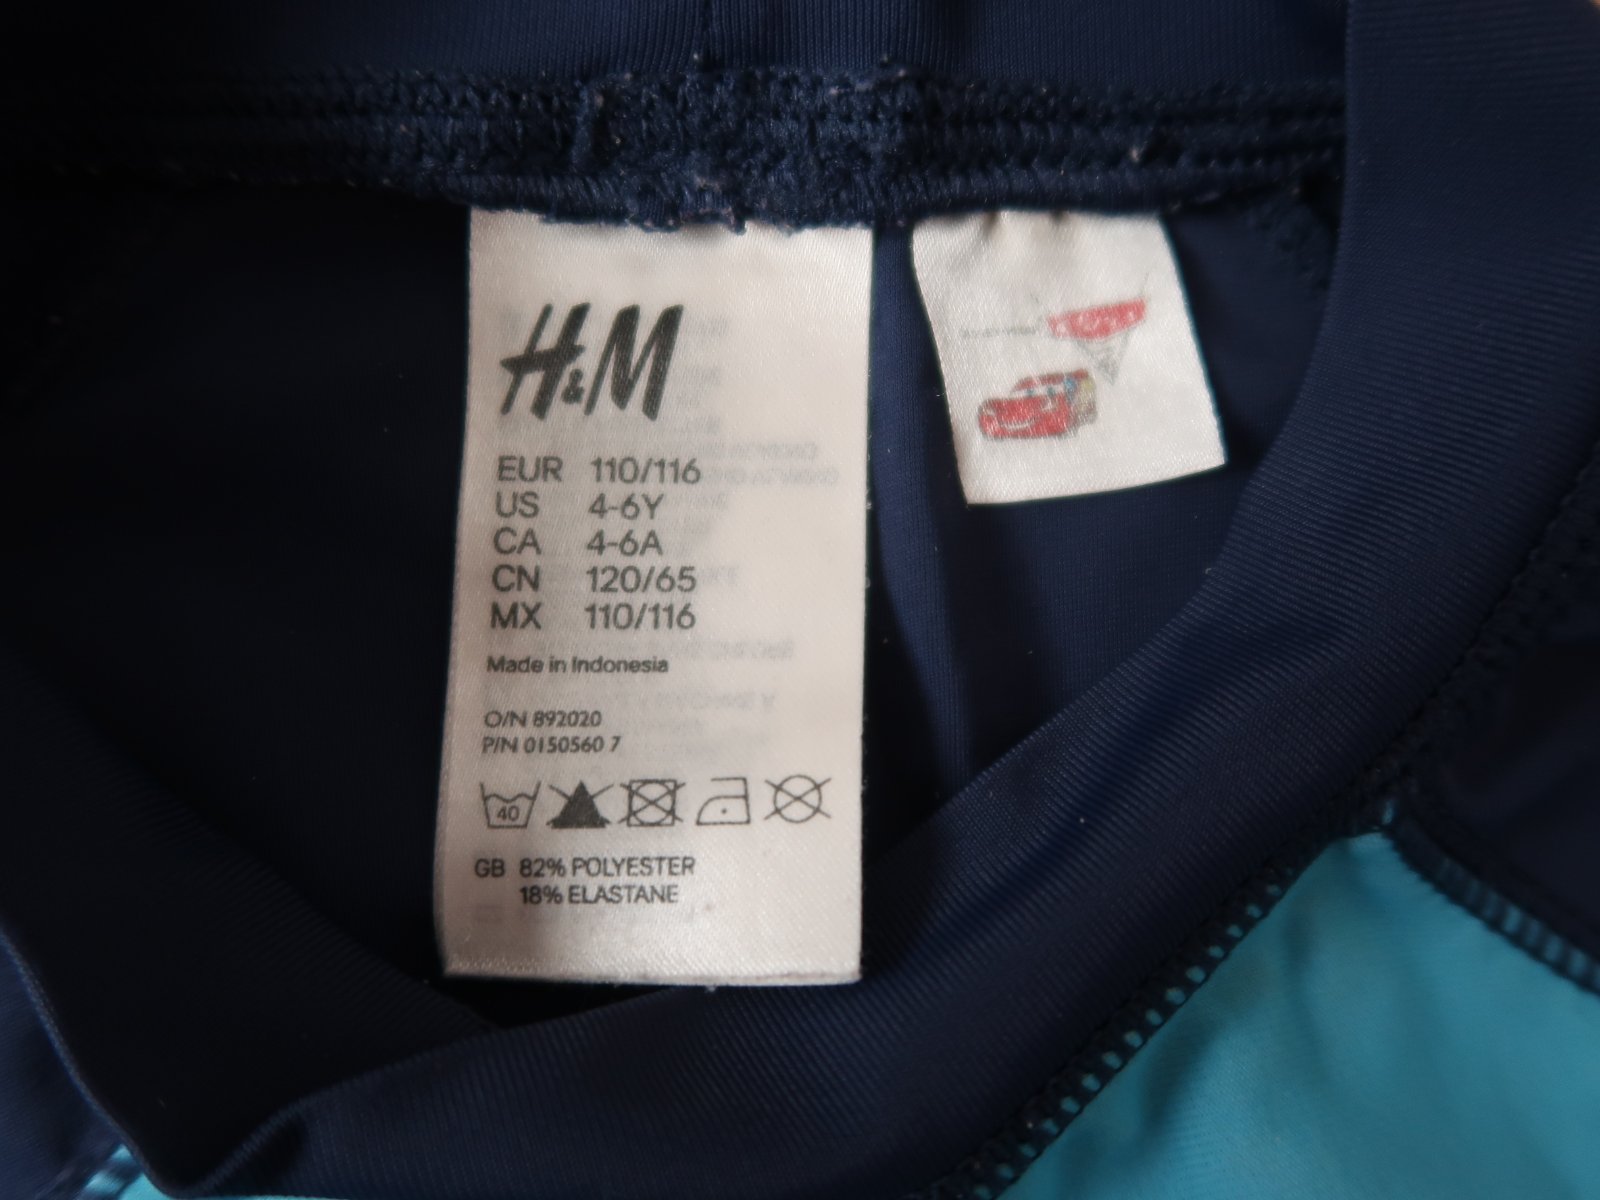 H&M
EUR 110/116
US 4-6Y
CA 4-6A
CN 120/65
MX 110/116
Made in Indonesia
O/N 892020
P/N 0150560 7
40
GB 82% POLYESTER
18% ELASTANE